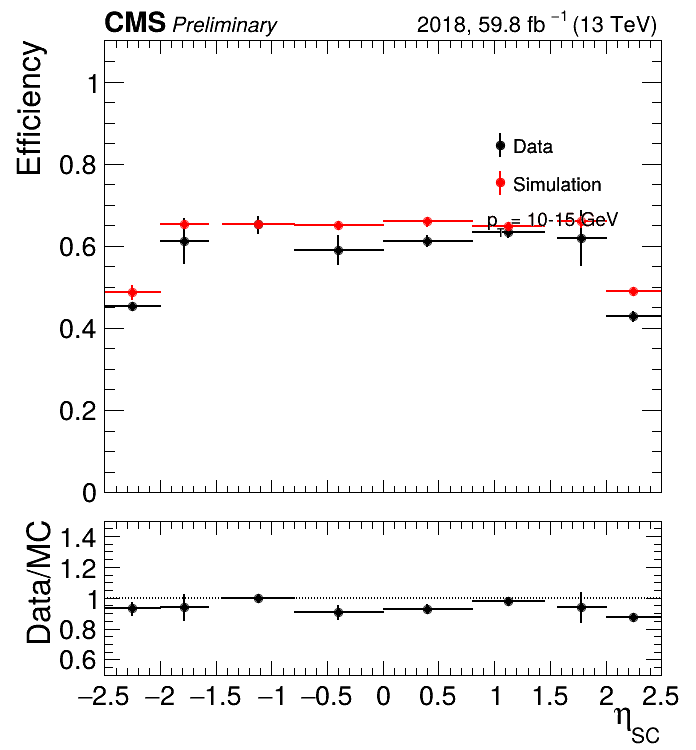 CMS Preliminary 2018, 59.8 fb⁻¹ (13 TeV)
Efficiency
1
0.8
0.6
0.4
0.2
0
Data
Simulation
p_T = 10-15 GeV
Data/MC
1.4
1.2
1
0.8
0.6
−2.5 −2 −1.5 −1 −0.5 0 0.5 1 1.5 2 2.5
η_SC